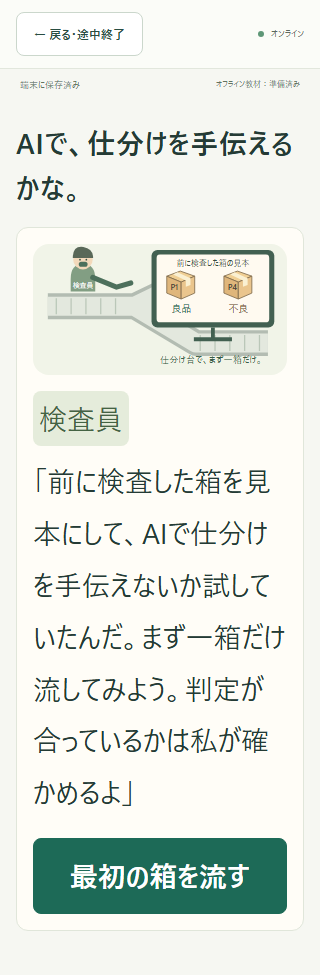 ← 戻る・途中終了
オンライン
端末に保存済み
オフライン教材：準備済み
AIで、仕分けを手伝える
かな。
前に検査した箱の見本
検査員
P1
P4
良品
不良
仕分け台で、まず一箱だけ。
検査員
「前に検査した箱を見
本にして、AIで仕分け
を手伝えないか試して
いたんだ。まず一箱だけ
流してみよう。判定が
合っているかは私が確
かめるよ」
最初の箱を流す